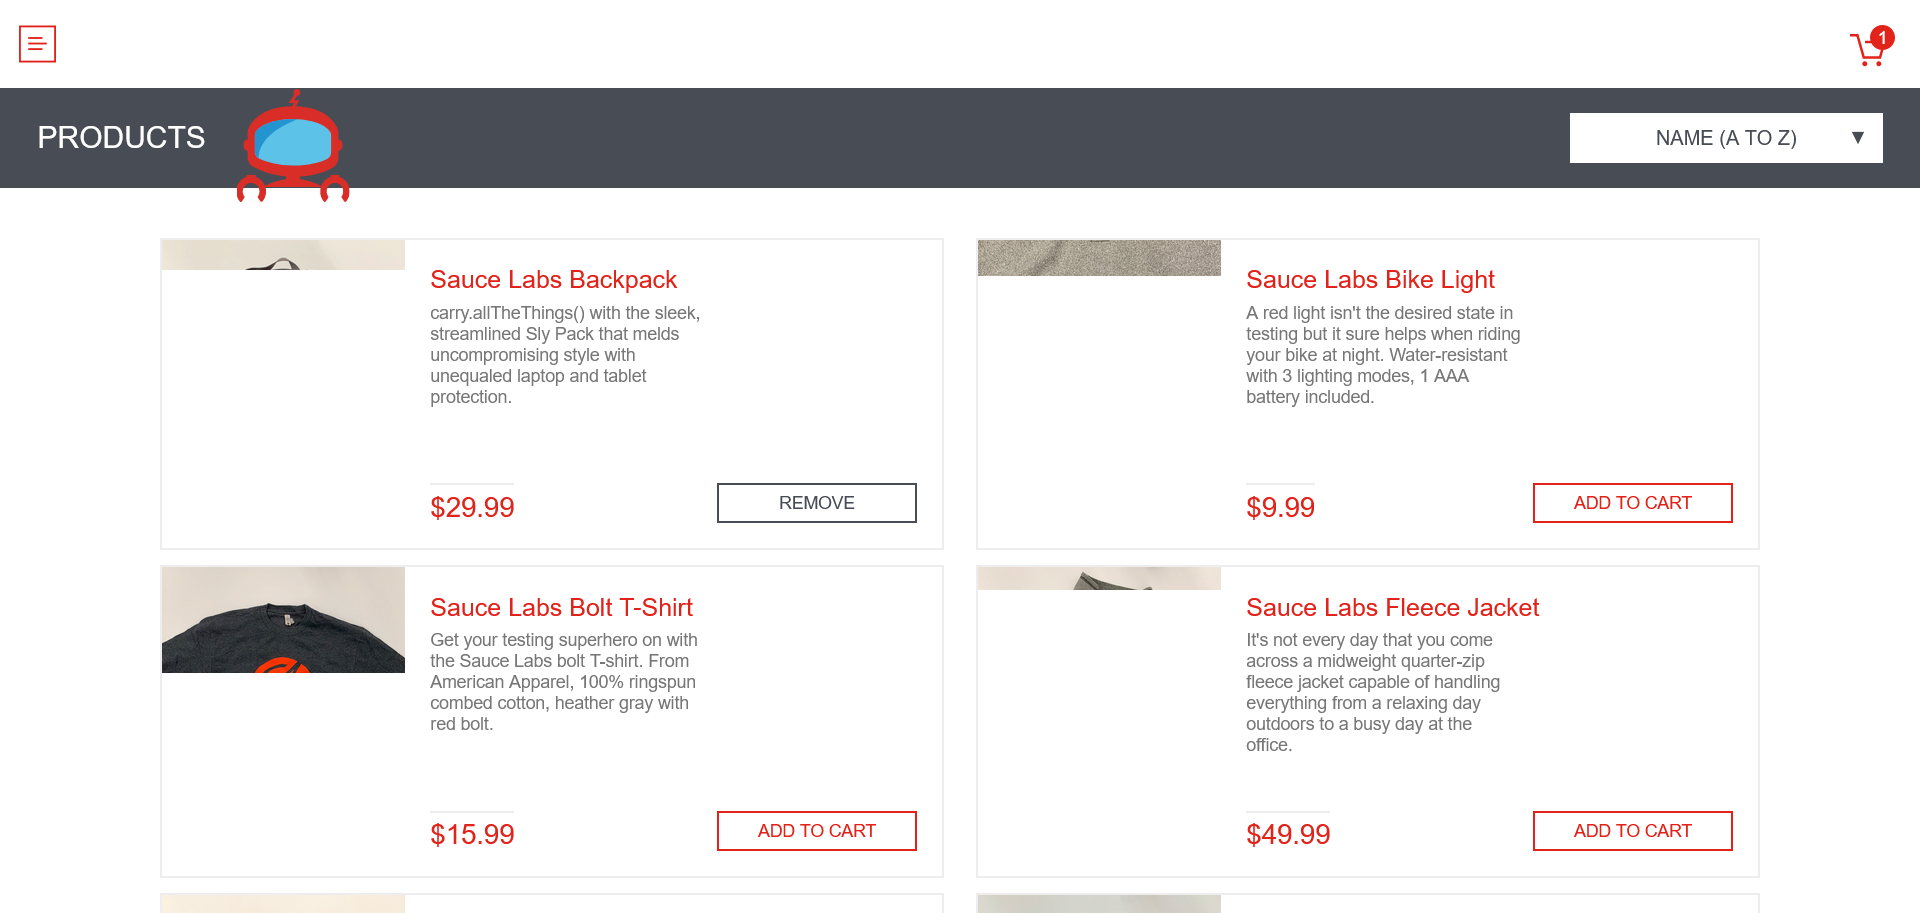 1
PRODUCTS
NAME (A TO Z)
Sauce Labs Backpack
carry.allTheThings() with the sleek,
streamlined Sly Pack that melds
uncompromising style with
unequaled laptop and tablet
protection.
$29.99
REMOVE
Sauce Labs Bike Light
A red light isn't the desired state in
testing but it sure helps when riding
your bike at night. Water-resistant
with 3 lighting modes, 1 AAA
battery included.
$9.99
ADD TO CART
Sauce Labs Bolt T-Shirt
Get your testing superhero on with
the Sauce Labs bolt T-shirt. From
American Apparel, 100% ringspun
combed cotton, heather gray with
red bolt.
$15.99
ADD TO CART
Sauce Labs Fleece Jacket
It's not every day that you come
across a midweight quarter-zip
fleece jacket capable of handling
everything from a relaxing day
outdoors to a busy day at the
office.
$49.99
ADD TO CART